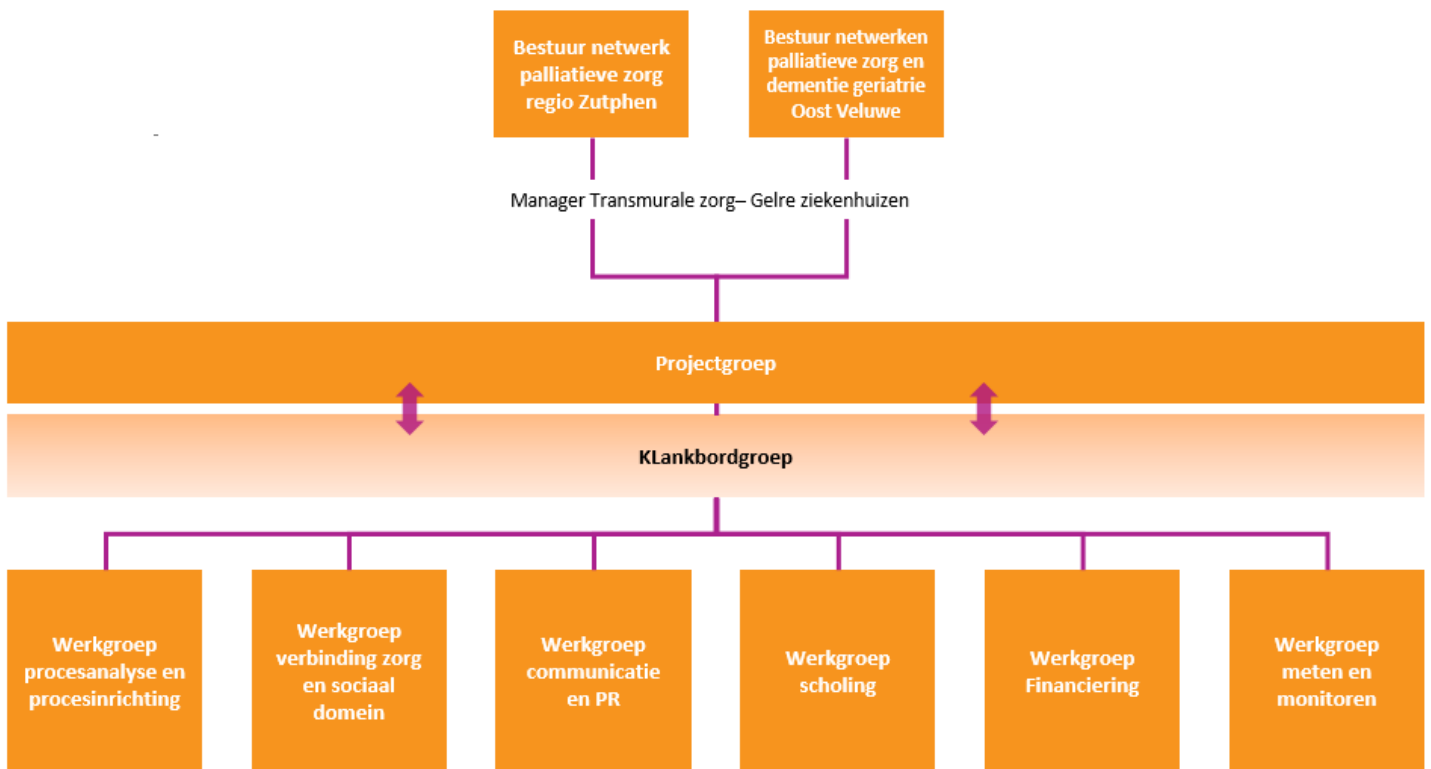 Bestuur netwerk
palliatieve zorg
regio Zutphen
Bestuur netwerken
palliatieve zorg en
dementie geriatrie
Oost Veluwe
Manager Transmurale zorg– Gelre ziekenhuizen
Projectgroep
KLankbordgroep
Werkgroep
procesanalyse en
procesinrichting
Werkgroep
verbinding zorg
en sociaal
domein
Werkgroep
communicatie
en PR
Werkgroep
scholing
Werkgroep
Financiering
Werkgroep
meten en
monitoren